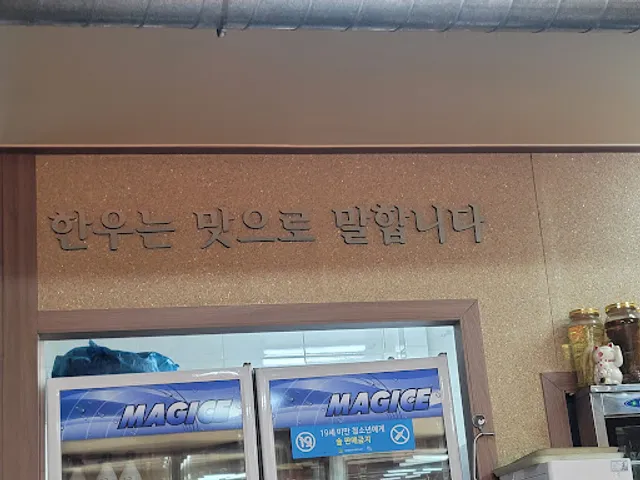 한우는 맛으로 말합니다
MAGICE
MAGICE
19
19세 미만 청소년에게
술 판매금지